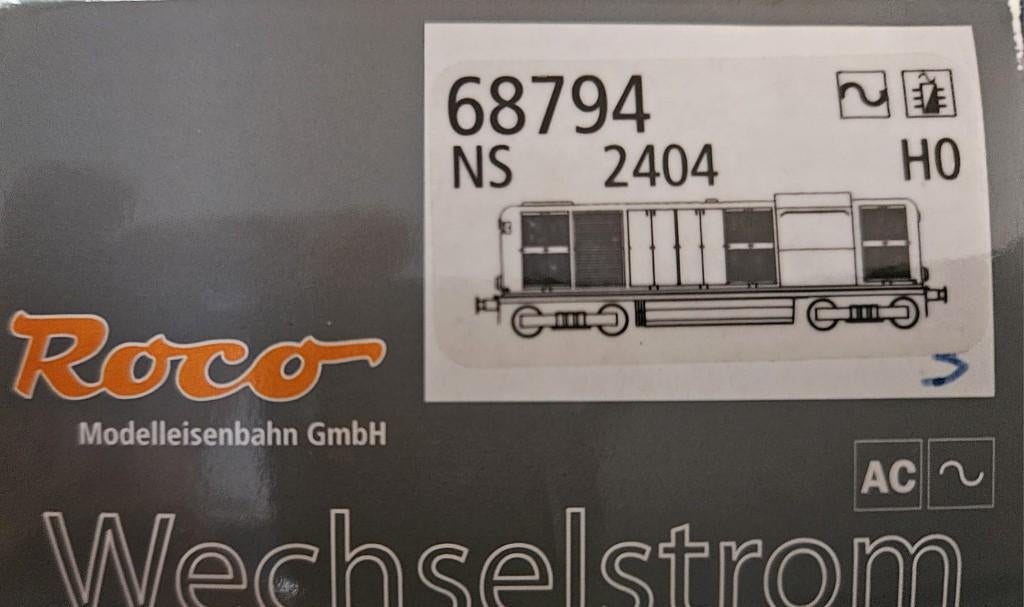 68794
NS 2404 H0
Roco
Modelleisenbahn GmbH
AC
Wechselstrom